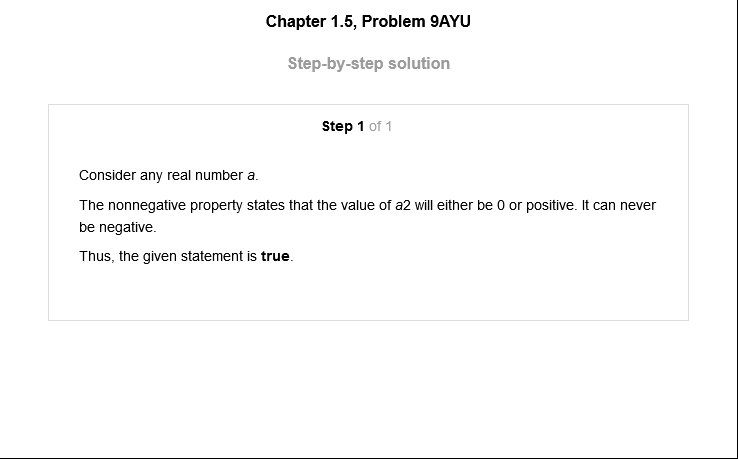 Chapter 1.5, Problem 9AYU
Step-by-step solution
Step 1 of 1
Consider any real number a.
The nonnegative property states that the value of a2 will either be 0 or positive. It can never
be negative.
Thus, the given statement is true.